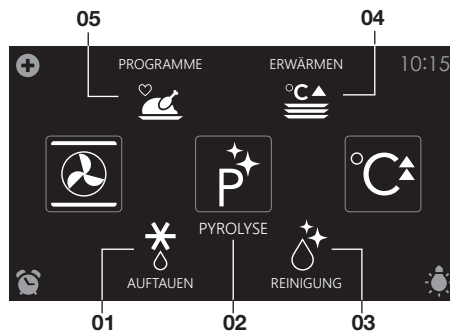 05 04
PROGRAMME ERWÄRMEN 10:15
°C
P °C
PYROLYSE
AUFTAUEN REINIGUNG
01 02 03